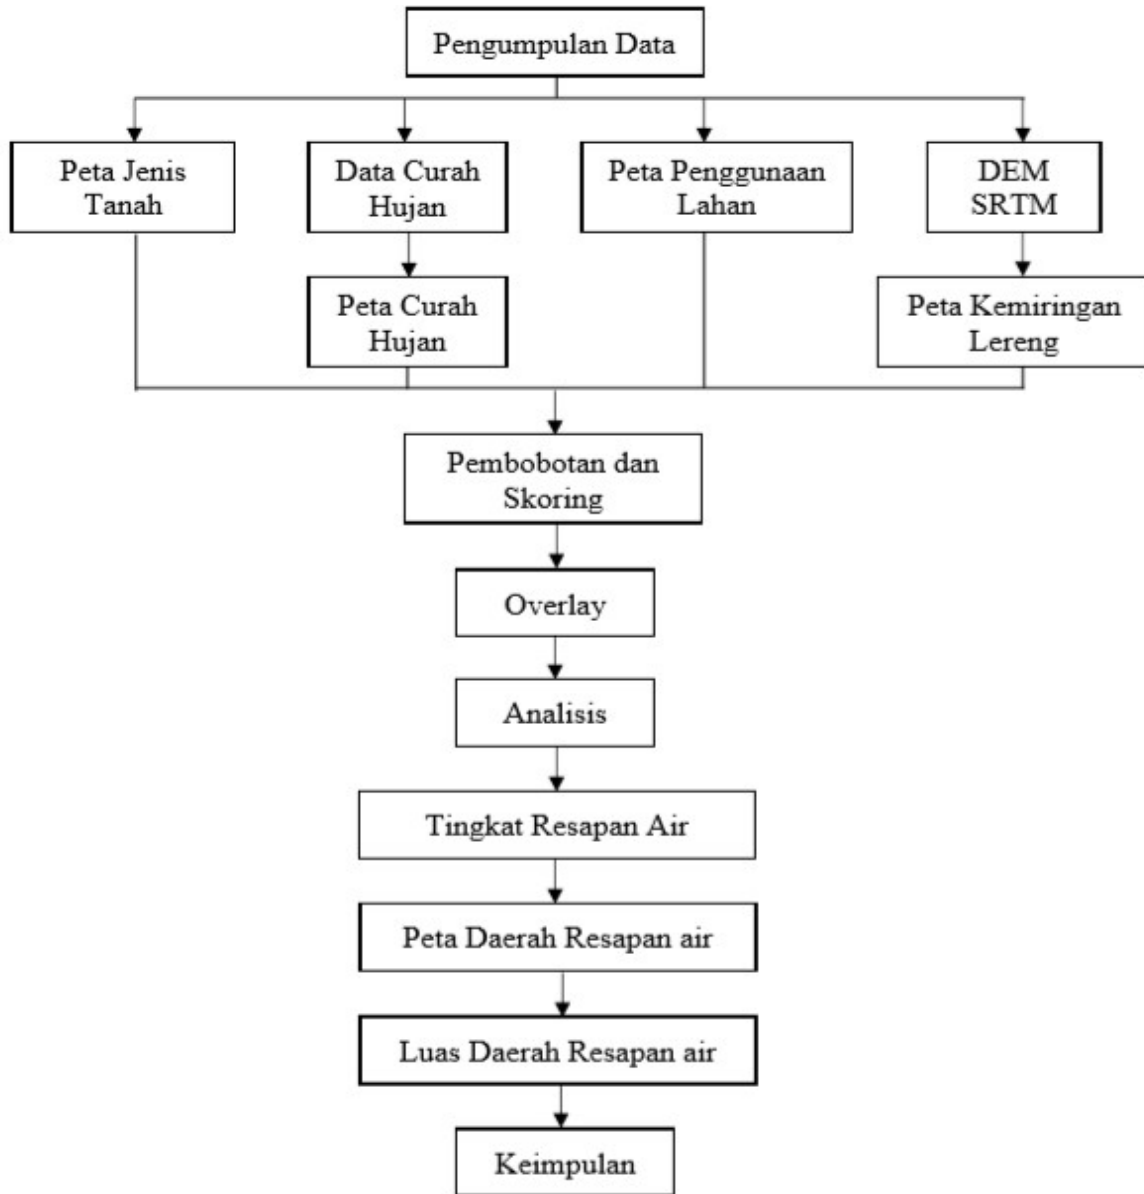 Pengumpulan Data
Peta Jenis
Tanah
Data Curah
Hujan
Peta Penggunaan
Lahan
DEM
SRTM
Peta Curah
Hujan
Peta Kemiringan
Lereng
Pembobotan dan
Skoring
Overlay
Analisis
Tingkat Resapan Air
Peta Daerah Resapan air
Luas Daerah Resapan air
Keimpulan